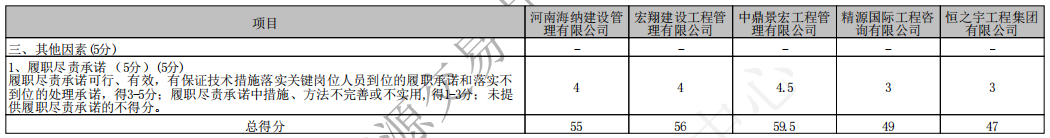 项目 河南海纳建设管理有限公司 宏翔建设工程管理有限公司 中鼎景宏工程管理有限公司 精源国际工程咨询有限公司 恒之宇工程集团有限公司
三、其他因素(5分) – – – – –
1、履职尽责承诺（5分）(5分)
履职尽责承诺可行、有效，有保证技术措施落实关键岗位人员到位的履职承诺和落实不
到位的处理承诺，得3-5分；履职尽责承诺中措施、方法不完善或不实用,得1-3分；未提
供履职尽责承诺的不得分。 4 4 4.5 3 3
总得分 55 56 59.5 49 47
源交易
中心